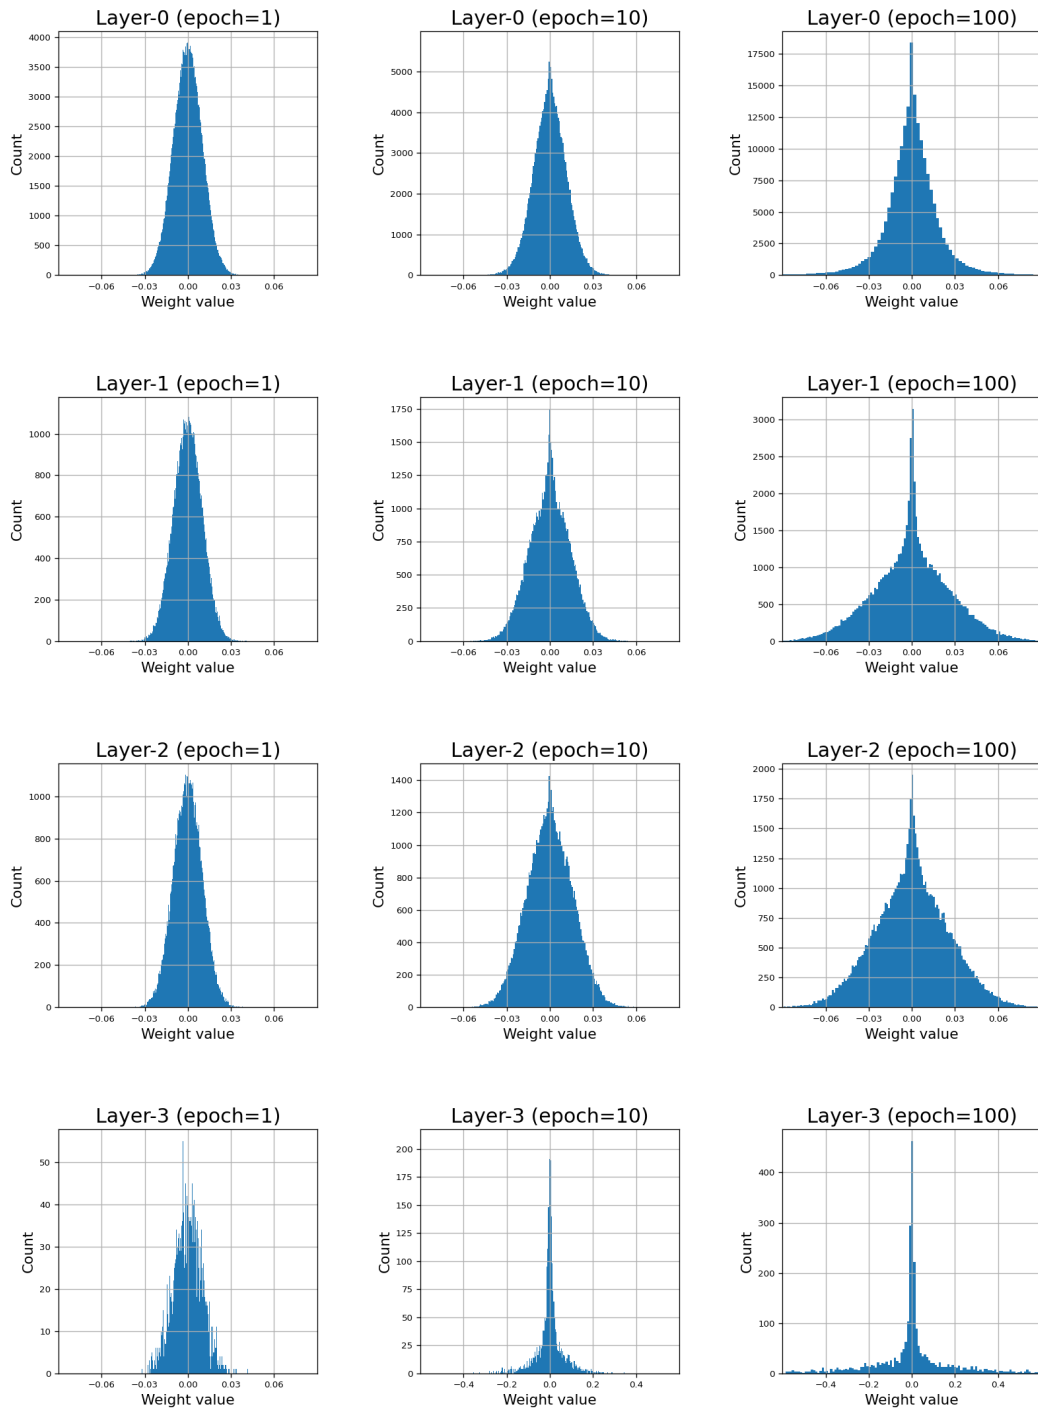 Layer-0 (epoch=1)
4000
3500
3000
2500
2000
1500
1000
500
0
Count
−0.06 −0.03 0.00 0.03 0.06
Weight value
Layer-0 (epoch=10)
5000
4000
3000
2000
1000
0
Count
−0.06 −0.03 0.00 0.03 0.06
Weight value
Layer-0 (epoch=100)
17500
15000
12500
10000
7500
5000
2500
0
Count
−0.06 −0.03 0.00 0.03 0.06
Weight value
Layer-1 (epoch=1)
1000
800
600
400
200
0
Count
−0.06 −0.03 0.00 0.03 0.06
Weight value
Layer-1 (epoch=10)
1750
1500
1250
1000
750
500
250
0
Count
−0.06 −0.03 0.00 0.03 0.06
Weight value
Layer-1 (epoch=100)
3000
2500
2000
1500
1000
500
0
Count
−0.06 −0.03 0.00 0.03 0.06
Weight value
Layer-2 (epoch=1)
1000
800
600
400
200
0
Count
−0.06 −0.03 0.00 0.03 0.06
Weight value
Layer-2 (epoch=10)
1400
1200
1000
800
600
400
200
0
Count
−0.06 −0.03 0.00 0.03 0.06
Weight value
Layer-2 (epoch=100)
2000
1750
1500
1250
1000
750
500
250
0
Count
−0.06 −0.03 0.00 0.03 0.06
Weight value
Layer-3 (epoch=1)
50
40
30
20
10
0
Count
−0.06 −0.03 0.00 0.03 0.06
Weight value
Layer-3 (epoch=10)
200
175
150
125
100
75
50
25
0
Count
−0.4 −0.2 0.0 0.2 0.4
Weight value
Layer-3 (epoch=100)
400
300
200
100
0
Count
−0.4 −0.2 0.0 0.2 0.4
Weight value